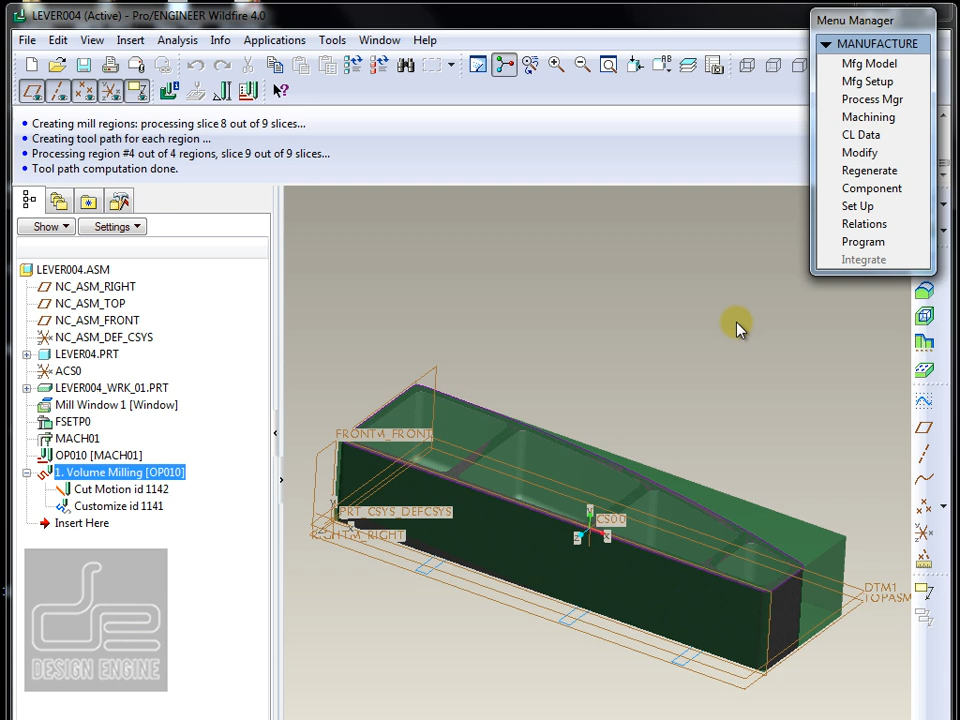 LEVER004 (Active) - Pro/ENGINEER Wildfire 4.0
File Edit View Insert Analysis Info Applications Tools Window Help
• Creating mill regions: processing slice 8 out of 9 slices...
• Creating tool path for each region ...
• Processing region #4 out of 4 regions, slice 9 out of 9 slices...
• Tool path computation done.
Show Settings
LEVER004.ASM
NC_ASM_RIGHT
NC_ASM_TOP
NC_ASM_FRONT
NC_ASM_DEF_CSYS
LEVER04.PRT
ACS0
LEVER004_WRK_01.PRT
Mill Window 1 [Window]
FSETP0
MACH01
OP010 [MACH01]
1. Volume Milling [OP010]
Cut Motion id 1142
Customize id 1141
Insert Here
de
DESIGN ENGINE
Menu Manager
MANUFACTURE
Mfg Model
Mfg Setup
Process Mgr
Machining
CL Data
Modify
Regenerate
Component
Set Up
Relations
Program
Integrate
FRONTM_FRONT
PRT_CSYS_DEFCSYS
CS00
DTM1